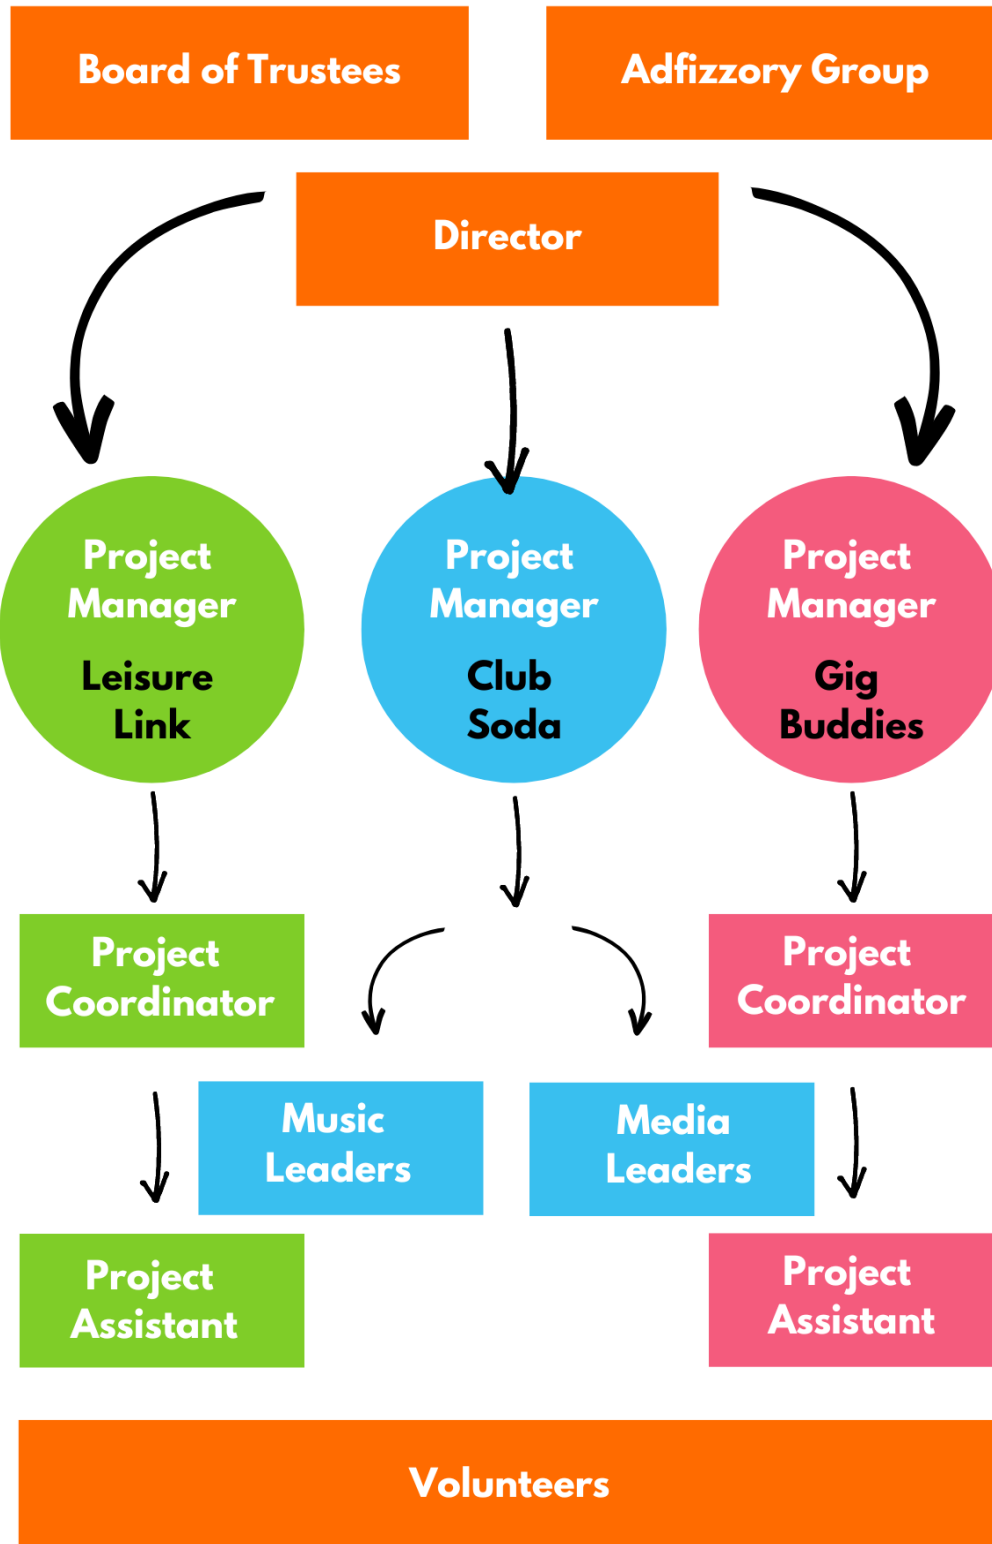 Board of Trustees
Adfizzory Group
Director
Project
Manager
Leisure
Link
Project
Manager
Club
Soda
Project
Manager
Gig
Buddies
Project
Coordinator
Project
Coordinator
Music
Leaders
Media
Leaders
Project
Assistant
Project
Assistant
Volunteers